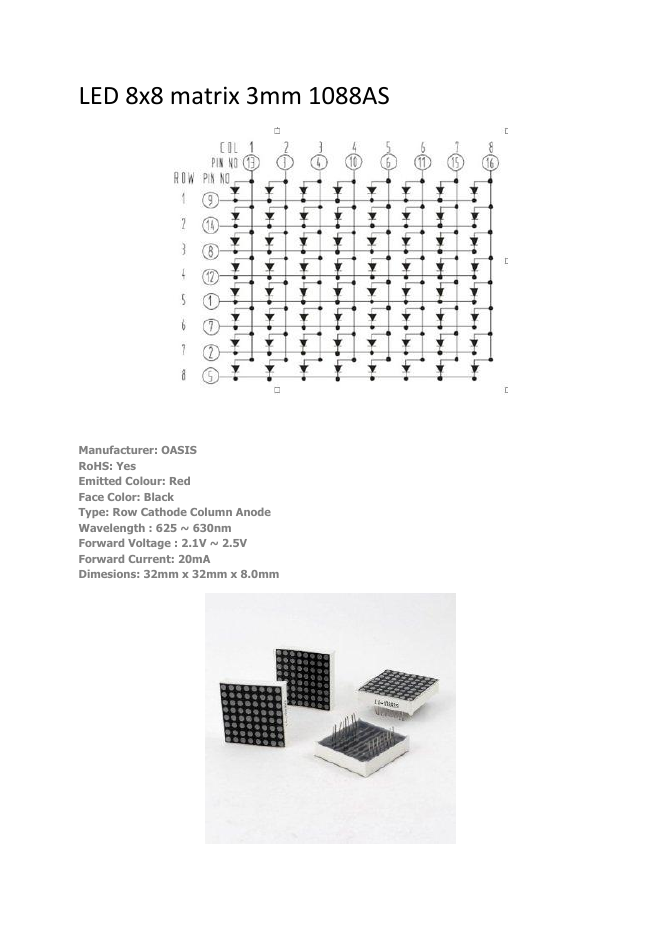 LED 8x8 matrix 3mm 1088AS
COL 1 2 3 4 5 6 7 8
PIN NO 13 3 4 10 6 11 15 16
ROW PIN NO
1 9
2 14
3 8
4 12
5 1
6 7
7 2
8 5
Manufacturer: OASIS
RoHS: Yes
Emitted Colour: Red
Face Color: Black
Type: Row Cathode Column Anode
Wavelength : 625 ~ 630nm
Forward Voltage : 2.1V ~ 2.5V
Forward Current: 20mA
Dimesions: 32mm x 32mm x 8.0mm